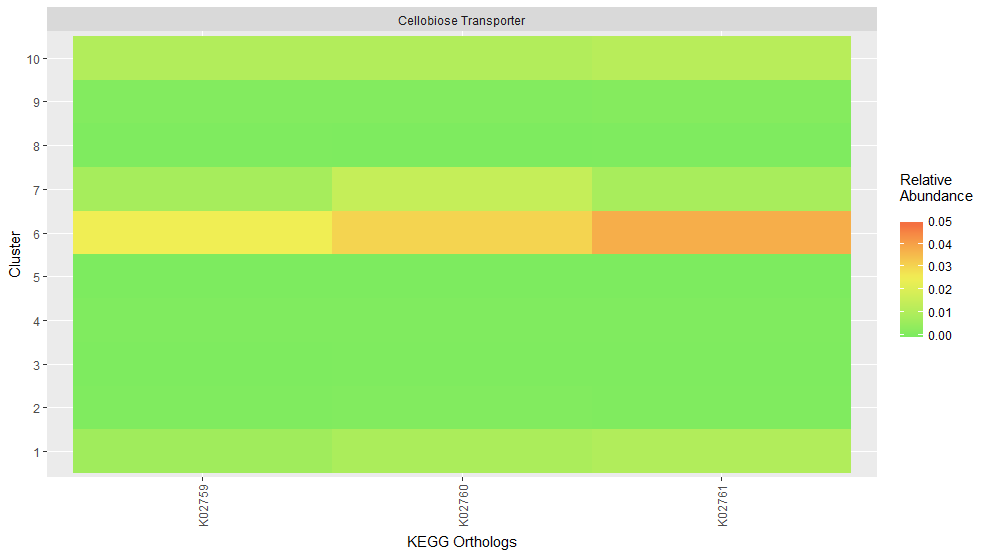 Cellobiose Transporter
10
9
8
7
6
5
4
3
2
1
Cluster
K02759
K02760
K02761
KEGG Orthologs
Relative
Abundance
0.05
0.04
0.03
0.02
0.01
0.00